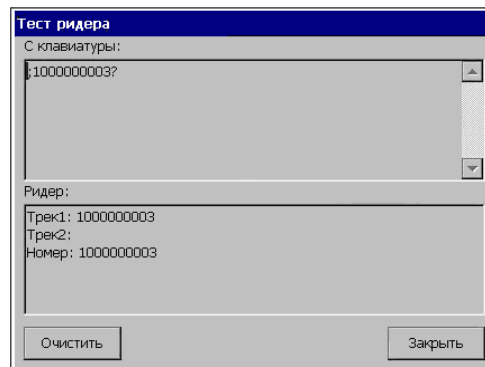 Тест ридера
С клавиатуры:
;1000000003?
Ридер:
Трек1: 1000000003
Трек2:
Номер: 1000000003
Очистить
Закрыть